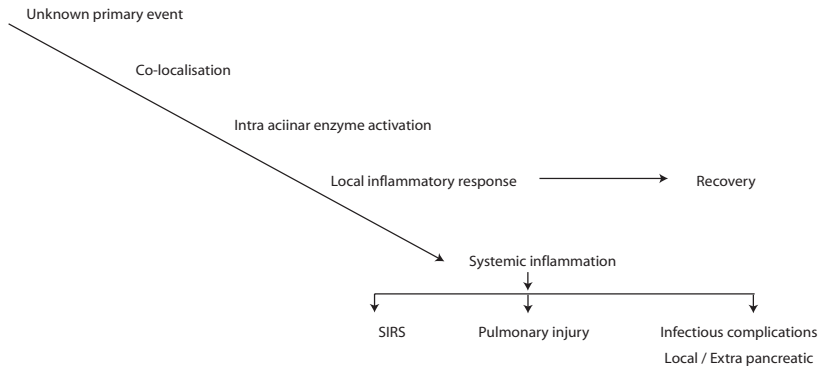 Unknown primary event
Co-localisation
Intra aciinar enzyme activation
Local inflammatory response
Recovery
Systemic inflammation
SIRS
Pulmonary injury
Infectious complications
Local / Extra pancreatic